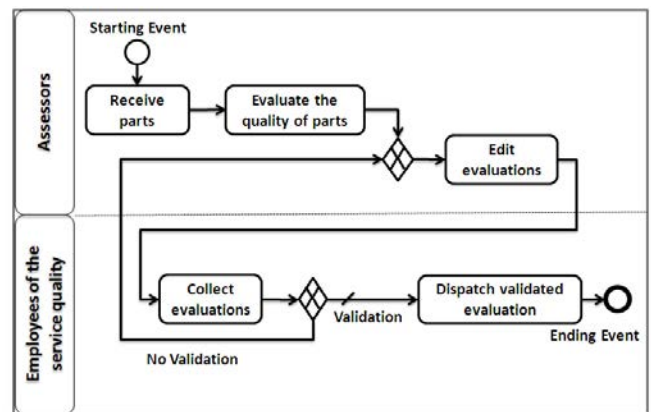 Assessors
Starting Event
Receive
parts
Evaluate the
quality of parts
Edit
evaluations
Employees of the
service quality
Collect
evaluations
Validation
Dispatch validated
evaluation
Ending Event
No Validation